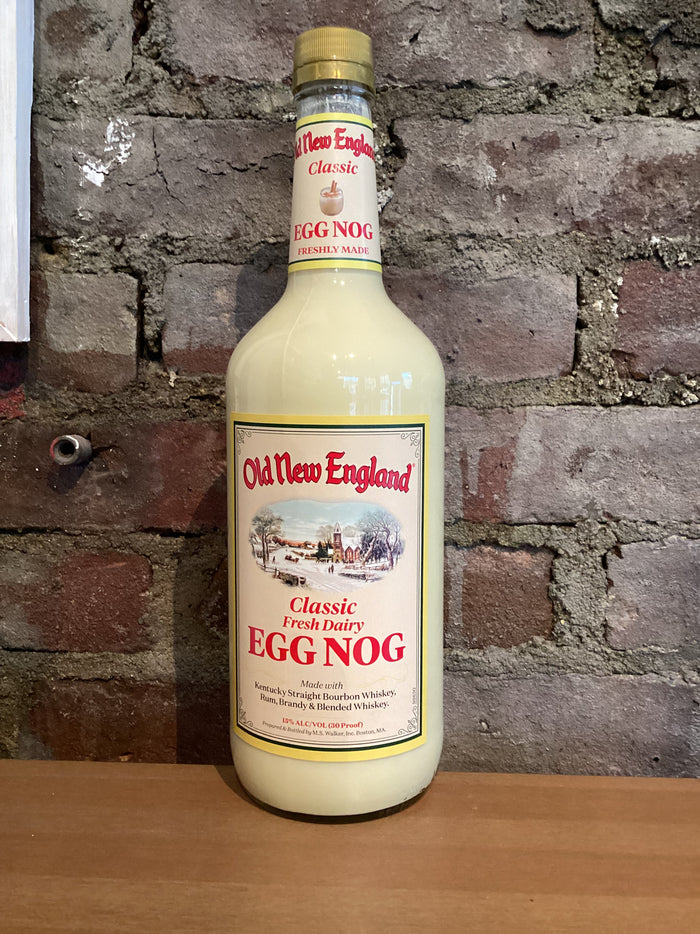 Old New England
Classic
EGG NOG
FRESHLY MADE
Old New England®
Classic
Fresh Dairy
EGG NOG
Made with
Kentucky Straight Bourbon Whiskey,
Rum, Brandy & Blended Whiskey.
15% ALC/VOL (30 Proof)
Prepared & Bottled by M.S. Walker, Inc. Boston, MA.